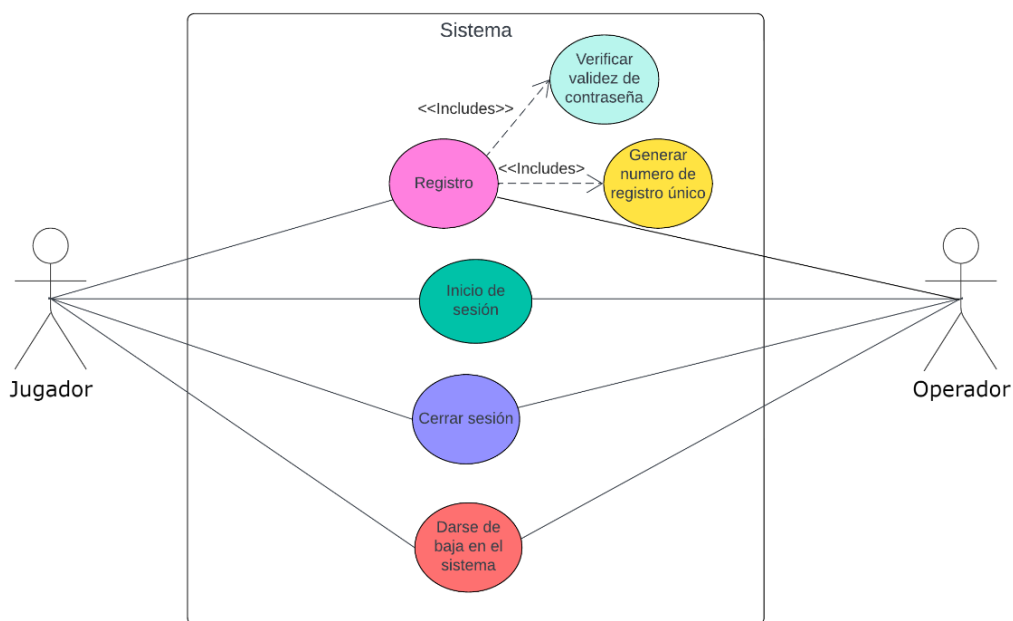 Sistema
Verificar
validez de
contraseña
<<Includes>>
Registro
<<Includes>
Generar
numero de
registro único
Inicio de
sesión
Jugador
Operador
Cerrar sesión
Darse de
baja en el
sistema